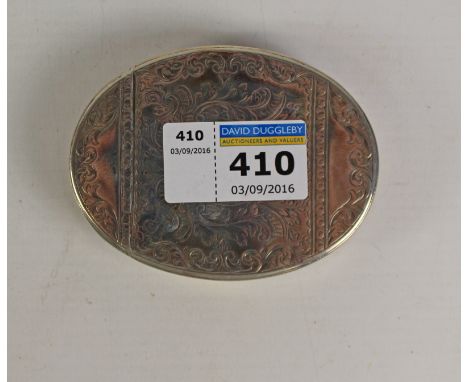 410
03/09/2016
DAVID DUGGLEBY
AUCTIONEERS AND VALUERS
410
03/09/2016